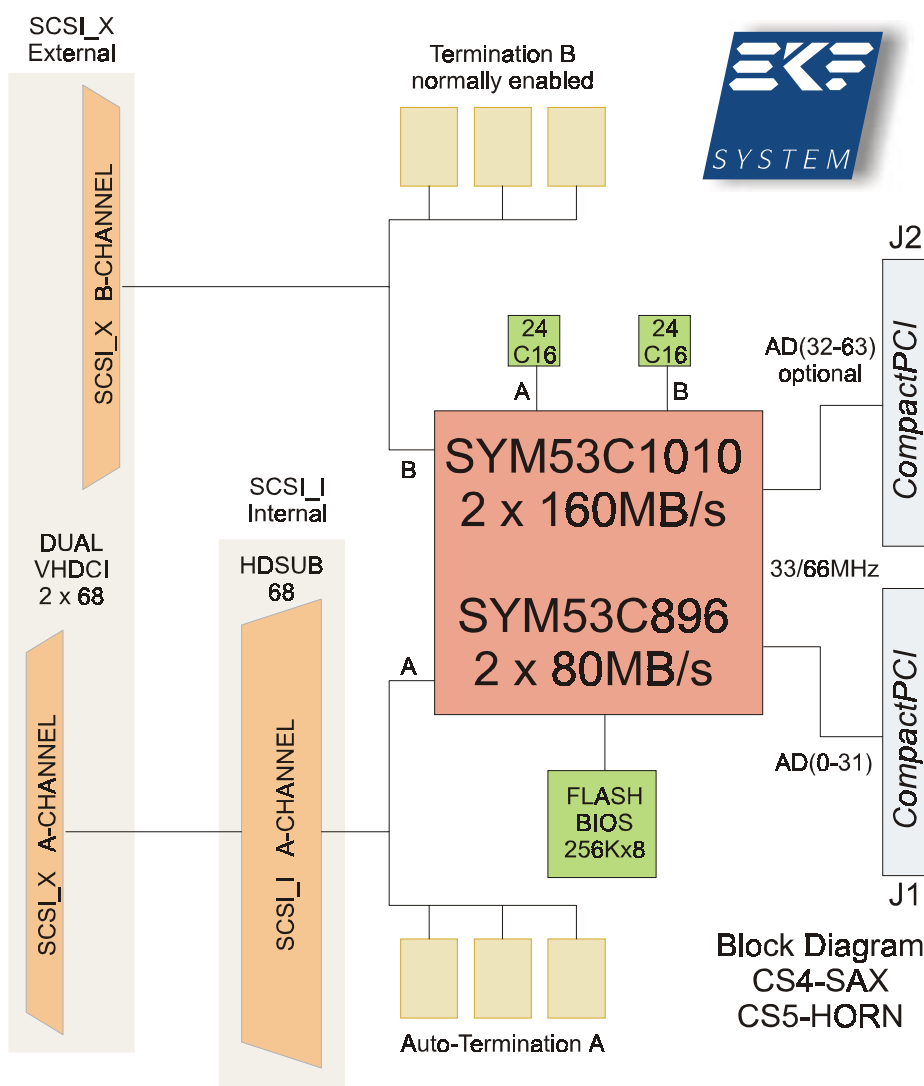 SCSI_X
External
Termination B
normally enabled
EKF
SYSTEM
SCSI_X B-CHANNEL
J2
CompactPCI
24
C16
A
24
C16
B
AD(32-63)
optional
B
SYM53C1010
2 x 160MB/s
SCSI_I
Internal
DUAL
VHDCI
2 x 68
HDSUB
68
33/66MHz
SYM53C896
2 x 80MB/s
A
CompactPCI
AD(0-31)
SCSI_X A-CHANNEL
SCSI_I A-CHANNEL
FLASH
BIOS
256Kx8
J1
Block Diagram
CS4-SAX
CS5-HORN
Auto-Termination A